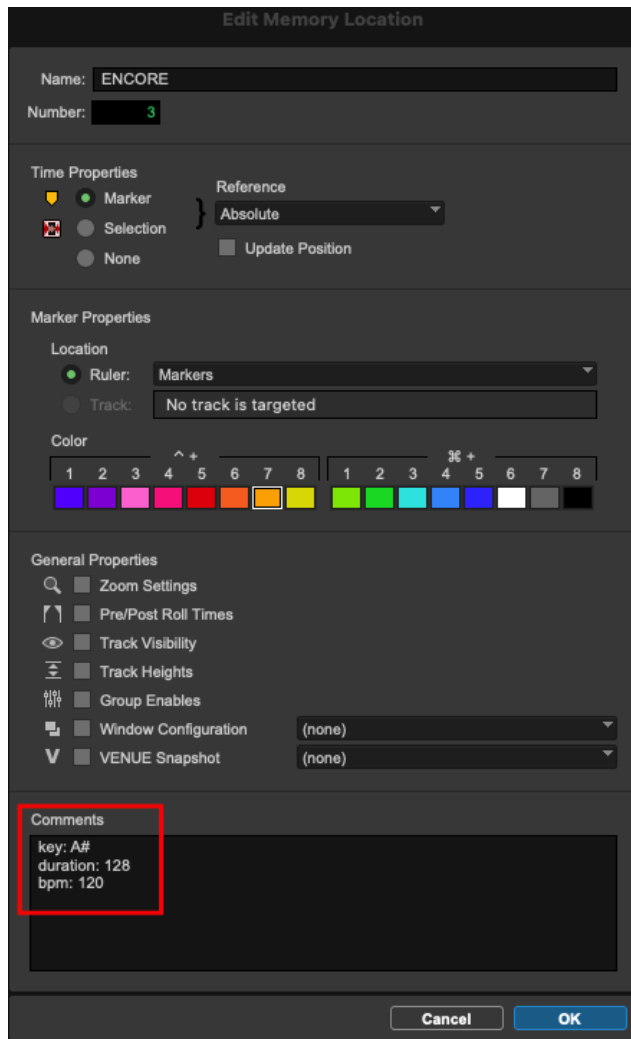 Edit Memory Location
Name: ENCORE
Number: 3
Time Properties
Marker
Selection
None
Reference
Absolute
Update Position
Marker Properties
Location
Ruler: Markers
Track: No track is targeted
Color
^ + ⌘ +
1 2 3 4 5 6 7 8 1 2 3 4 5 6 7 8
General Properties
Zoom Settings
Pre/Post Roll Times
Track Visibility
Track Heights
Group Enables
Window Configuration (none)
V VENUE Snapshot (none)
Comments
key: A#
duration: 128
bpm: 120
Cancel OK